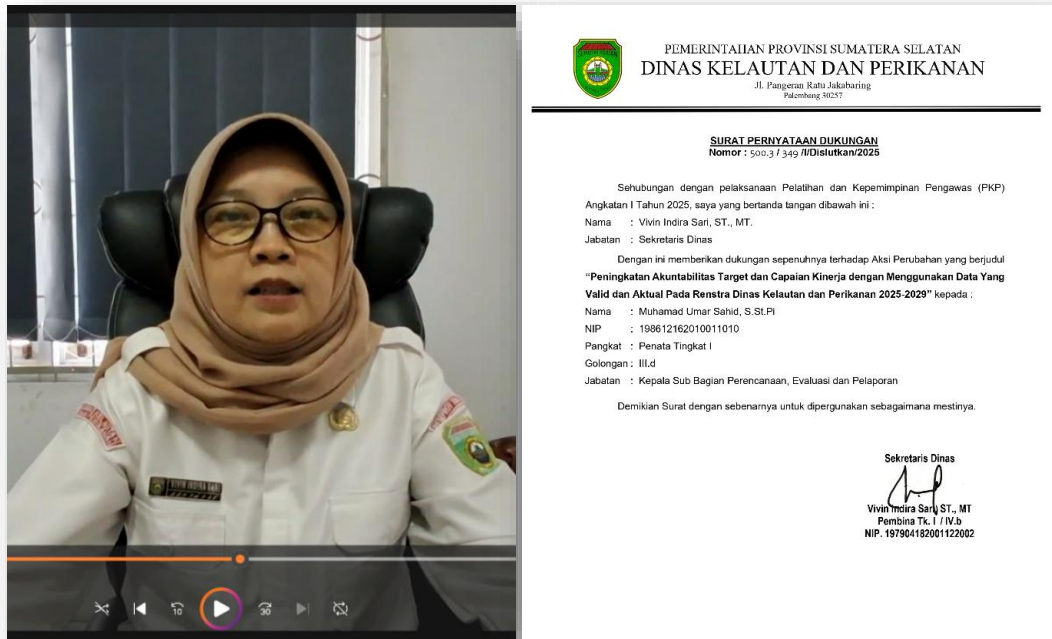 VIVIN INDIRA SARI
10
30
PEMERINTAHAN PROVINSI SUMATERA SELATAN
DINAS KELAUTAN DAN PERIKANAN
Jl. Pangeran Ratu Jakabaring
Palembang 30257
SURAT PERNYATAAN DUKUNGAN
Nomor : 500.3 / 349 /I/Dislutkan/2025
Sehubungan dengan pelaksanaan Pelatihan dan Kepemimpinan Pengawas (PKP)
Angkatan I Tahun 2025, saya yang bertanda tangan dibawah ini :
Nama : Vivin Indira Sari, ST., MT.
Jabatan : Sekretaris Dinas
Dengan ini memberikan dukungan sepenuhnya terhadap Aksi Perubahan yang berjudul
“Peningkatan Akuntabilitas Target dan Capaian Kinerja dengan Menggunakan Data Yang
Valid dan Aktual Pada Renstra Dinas Kelautan dan Perikanan 2025-2029” kepada :
Nama : Muhamad Umar Sahid, S.St.Pi
NIP : 198612162010011010
Pangkat : Penata Tingkat I
Golongan : III.d
Jabatan : Kepala Sub Bagian Perencanaan, Evaluasi dan Pelaporan
Demikian Surat dengan sebenarnya untuk dipergunakan sebagaimana mestinya.
Sekretaris Dinas
Vivin Indira Sari, ST., MT
Pembina Tk. I / IV.b
NIP. 197904182001122002